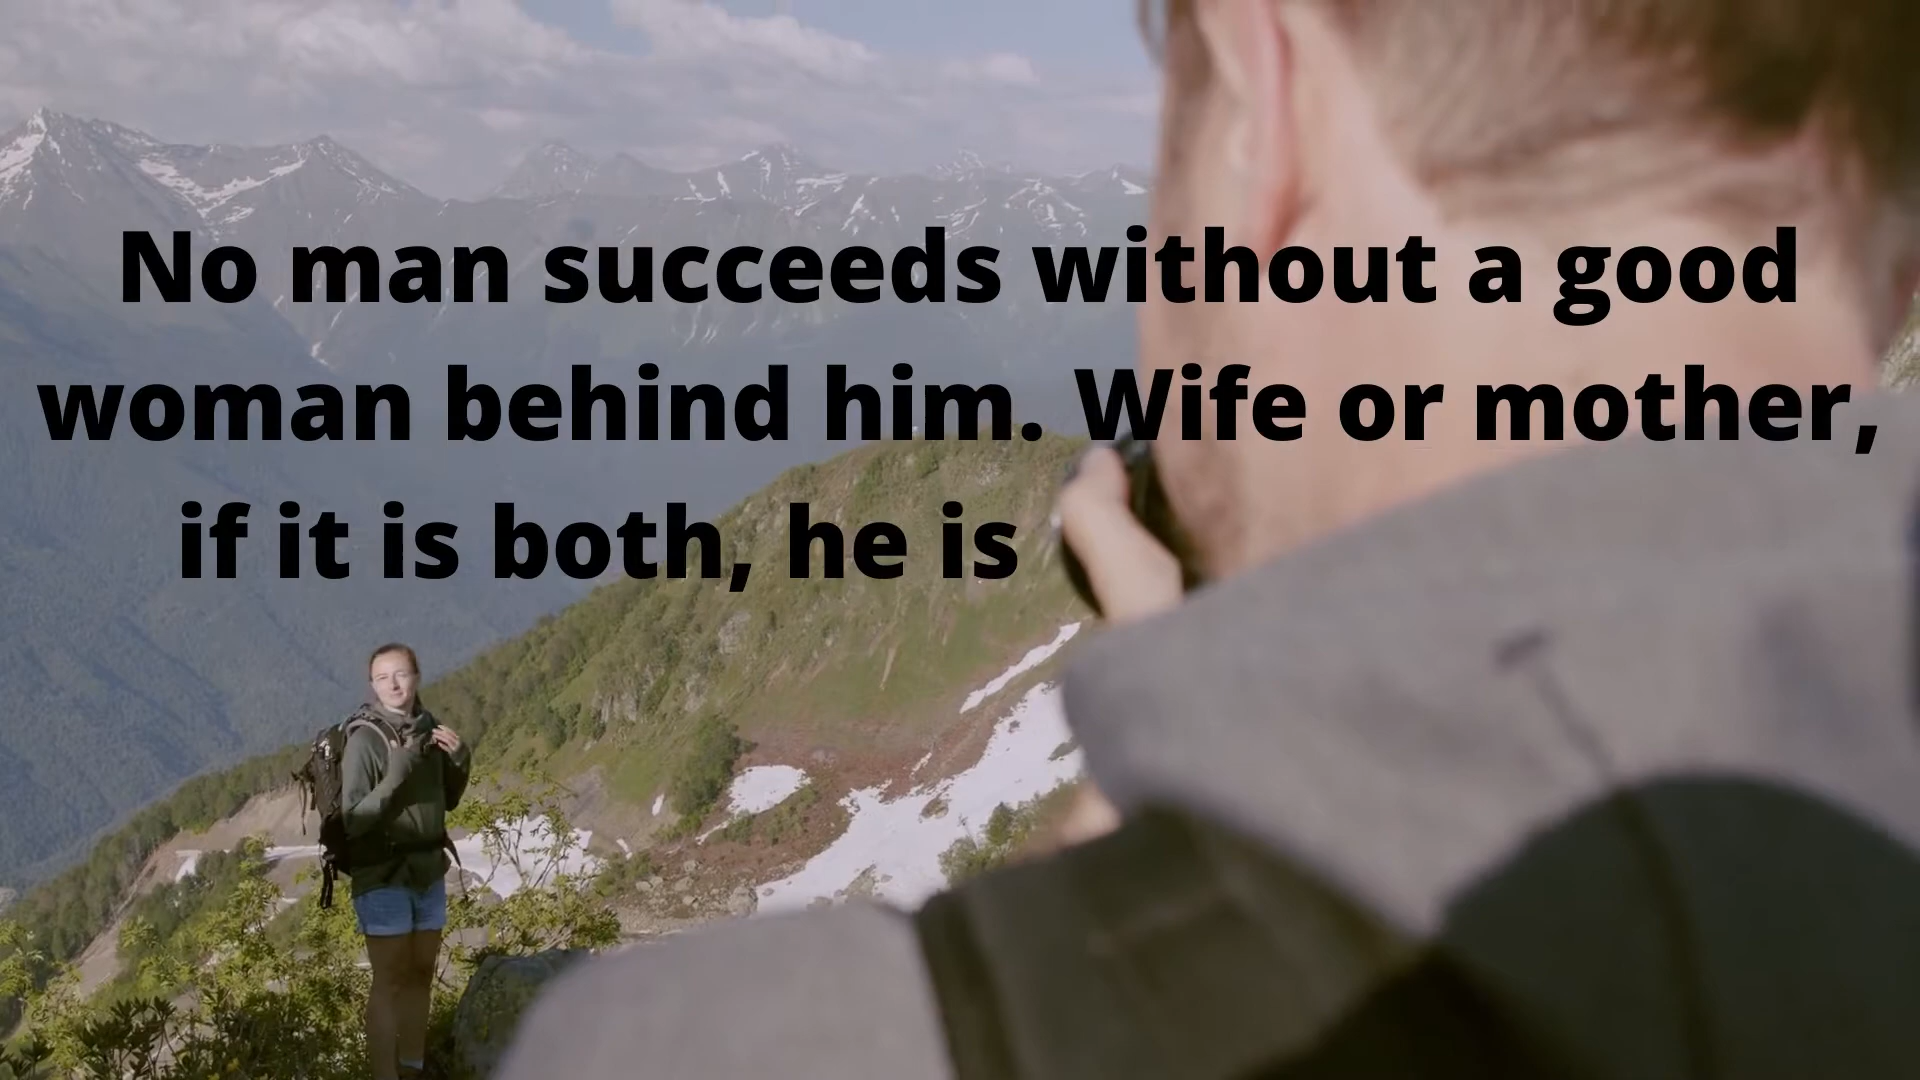 No man succeeds without a good
woman behind him. Wife or mother,
if it is both, he is